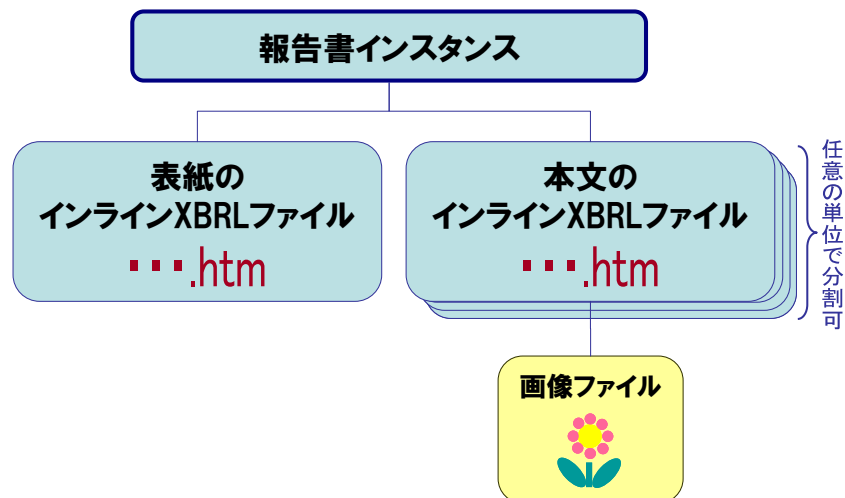 報告書インスタンス
表紙の
インラインXBRLファイル
・・・.htm
本文の
インラインXBRLファイル
・・・.htm
任意の単位で分割可
画像ファイル